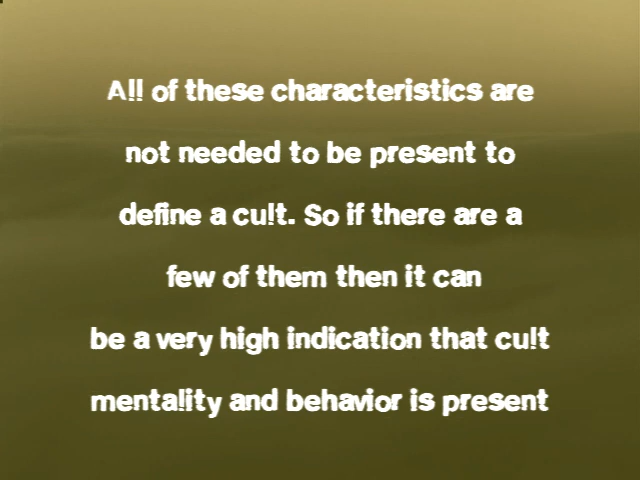 All of these characteristics are
not needed to be present to
define a cult. So if there are a
few of them then it can
be a very high indication that cult
mentality and behavior is present